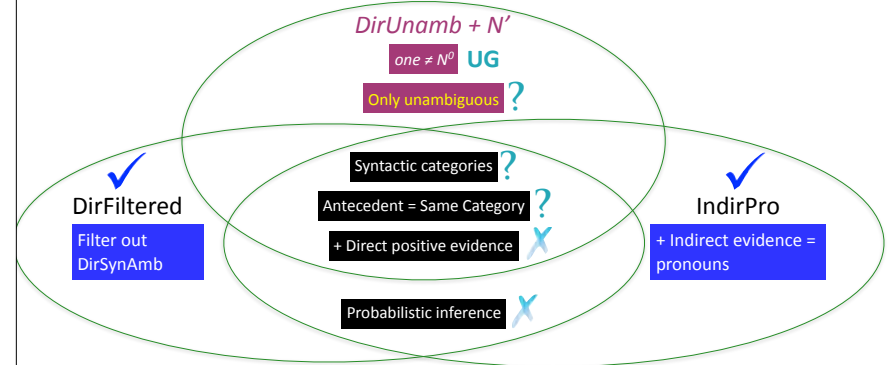 DirUnamb + N’
one ≠ N⁰ UG
Only unambiguous ?
Syntactic categories ?
DirFiltered
IndirPro
Antecedent = Same Category ?
Filter out
DirSynAmb
+ Direct positive evidence ✗
+ Indirect evidence =
pronouns
Probabilistic inference ✗